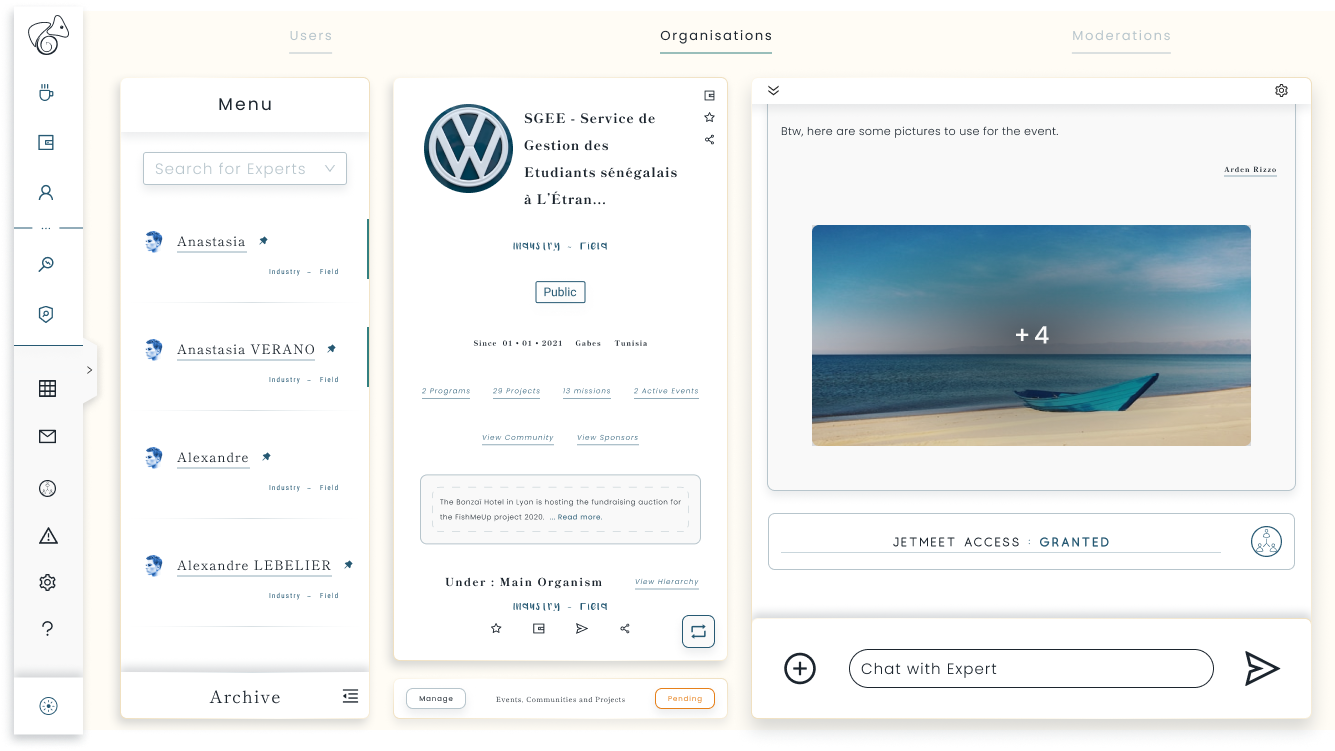 Users
Organisations
Moderations
Menu
Search for Experts
Anastasia
Industry - Field
Anastasia VERANO
Industry - Field
Alexandre
Industry - Field
Alexandre LEBELIER
Industry - Field
Archive
SGEE - Service de
Gestion des
Etudiants sénégalais
à L'Étran...
Industry - Field
Public
Since 01 • 01 • 2021 Gabes Tunisia
2 Programs 29 Projects 13 missions 2 Active Events
View Community View Sponsors
The Banzaï Hotel in Lyon is hosting the fundraising auction for
the FishMeUp project 2020. ... Read more.
Under : Main Organism View Hierarchy
Industry - Field
Manage Events, Communities and Projects Pending
Btw, here are some pictures to use for the event.
Arden Rizzo
+4
JETMEET ACCESS : GRANTED
Chat with Expert